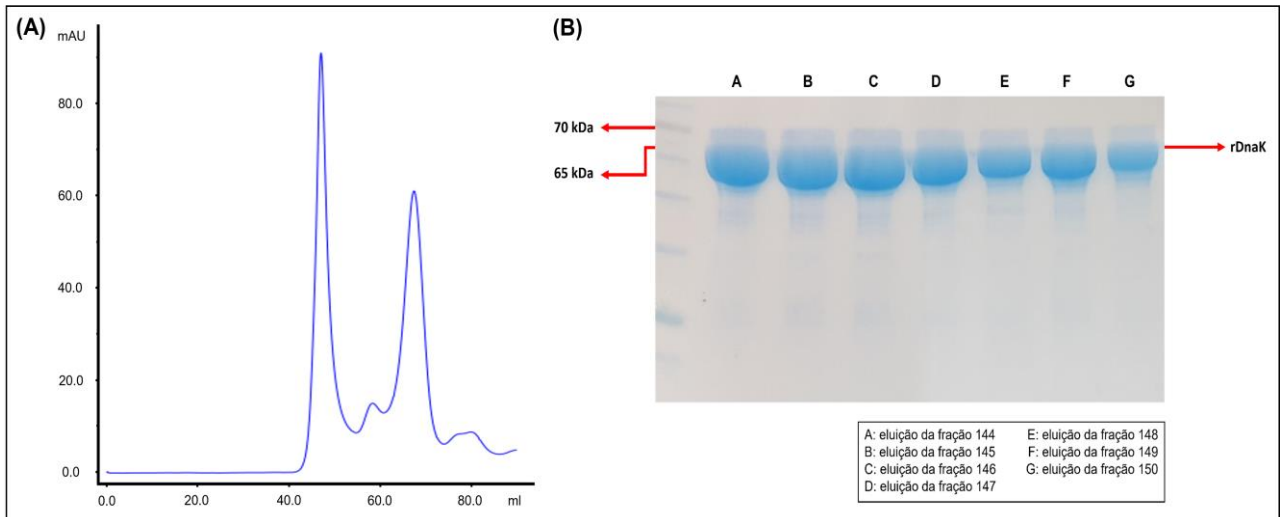 (A)
mAU
80.0
60.0
40.0
20.0
0.0
0.0 20.0 40.0 60.0 80.0 ml
(B)
A B C D E F G
70 kDa
65 kDa
rDnaK
A: eluição da fração 144
B: eluição da fração 145
C: eluição da fração 146
D: eluição da fração 147
E: eluição da fração 148
F: eluição da fração 149
G: eluição da fração 150